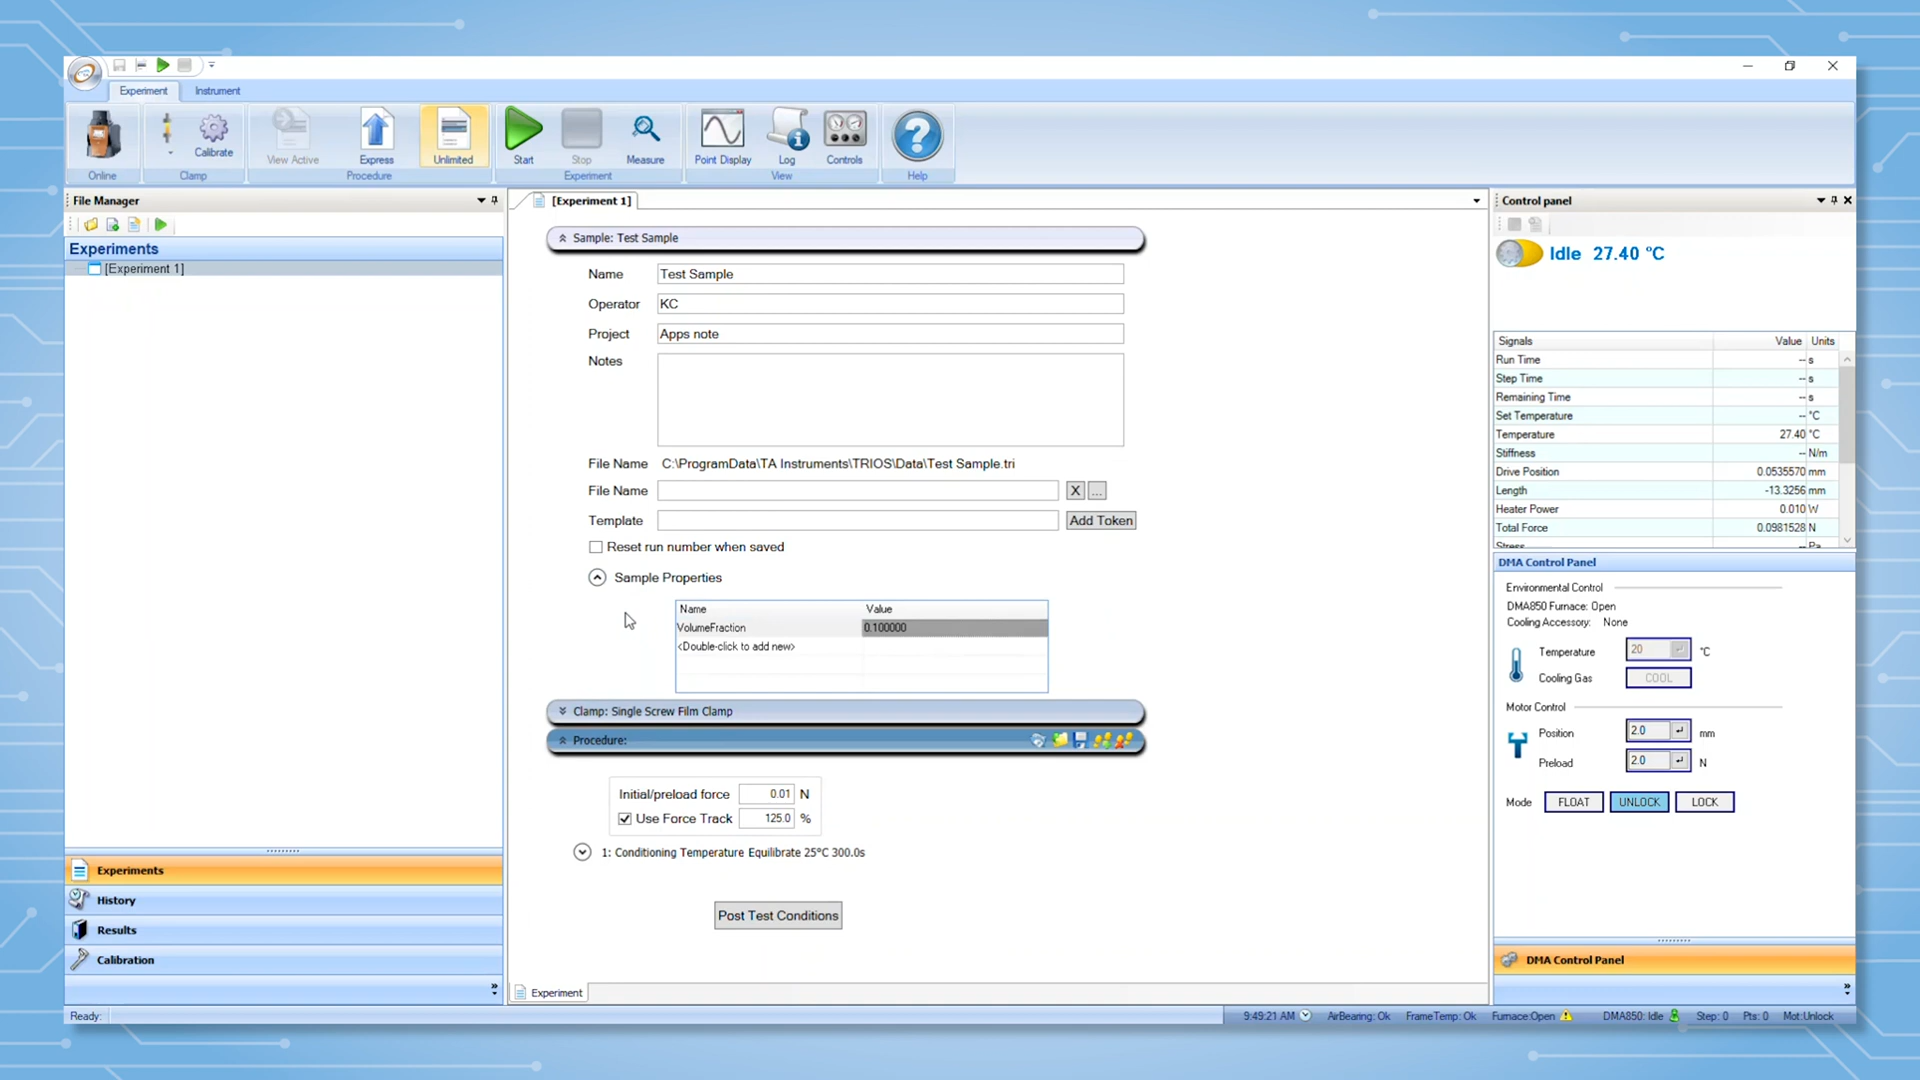 Experiment
Instrument
Online
Calibrate
Clamp
View Active
Express
Unlimited
Procedure
Start
Stop
Measure
Experiment
Point Display
Log
Controls
View
Help
File Manager
Experiments
[Experiment 1]
Experiments
History
Results
Calibration
[Experiment 1]
Sample: Test Sample
Name Test Sample
Operator KC
Project Apps note
Notes
File Name C:\ProgramData\TA Instruments\TRIOS\Data\Test Sample.tri
File Name X ...
Template Add Token
Reset run number when saved
Sample Properties
Name Value
VolumeFraction 0.100000
<Double-click to add new>
Clamp: Single Screw Film Clamp
Procedure:
Initial/preload force 0.01 N
Use Force Track 125.0 %
1: Conditioning Temperature Equilibrate 25°C 300.0s
Post Test Conditions
Experiment
Control panel
Idle 27.40 °C
Signals Value Units
Run Time -- s
Step Time -- s
Remaining Time -- s
Set Temperature -- °C
Temperature 27.40 °C
Stiffness -- N/m
Drive Position 0.0535570 mm
Length -13.3256 mm
Heater Power 0.010 W
Total Force 0.0981528 N
Stress -- Pa
DMA Control Panel
Environmental Control
DMA850 Furnace: Open
Cooling Accessory: None
Temperature 20 °C
Cooling Gas COOL
Motor Control
Position 2.0 mm
Preload 2.0 N
Mode FLOAT UNLOCK LOCK
DMA Control Panel
Ready: 9:49:21 AM AirBearing: Ok FrameTemp: Ok Furnace:Open DMA850: Idle Step: 0 Pts: 0 Mot:Unlock